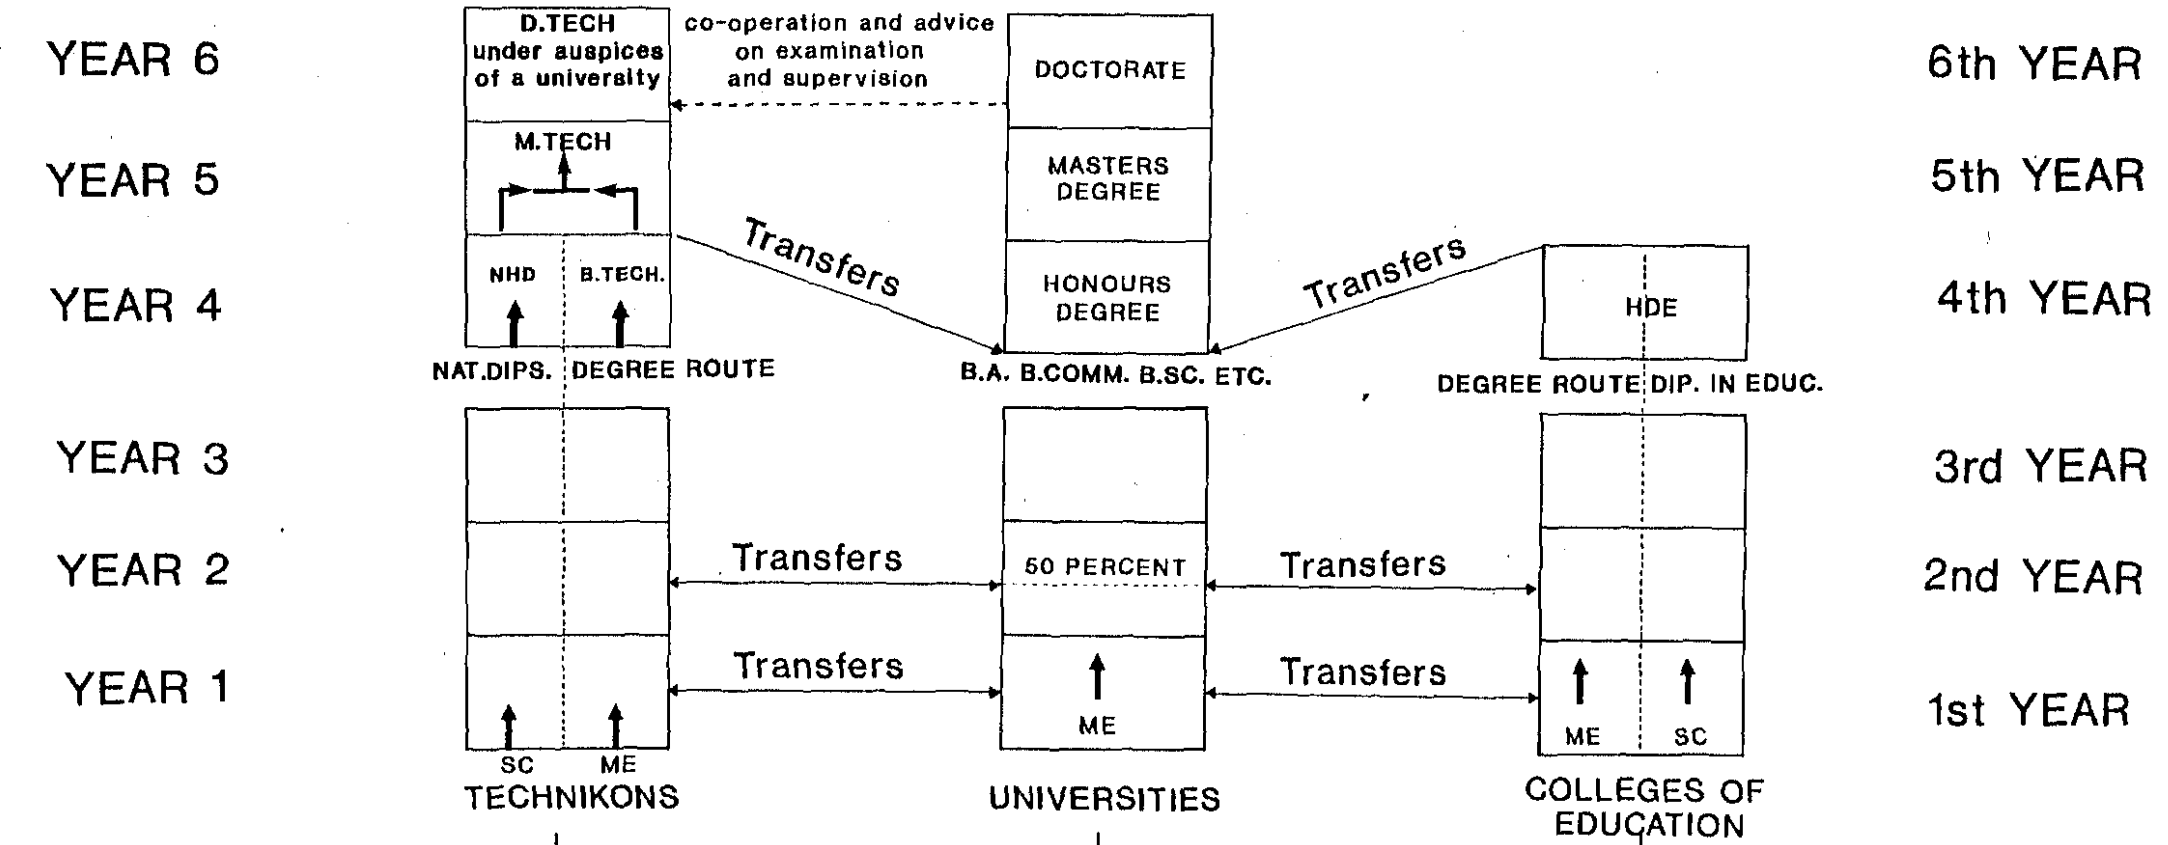 YEAR 6
D.TECH
under auspices
of a university
co-operation and advice
on examination
and supervision
DOCTORATE
6th YEAR
YEAR 5
M.TECH
MASTERS
DEGREE
5th YEAR
Transfers
Transfers
YEAR 4
NHD
B.TECH.
HONOURS
DEGREE
HDE
4th YEAR
NAT.DIPS. DEGREE ROUTE
B.A. B.COMM. B.SC. ETC.
DEGREE ROUTE DIP. IN EDUC.
YEAR 3
3rd YEAR
YEAR 2
Transfers
50 PERCENT
Transfers
2nd YEAR
YEAR 1
Transfers
Transfers
1st YEAR
SC
ME
ME
ME
SC
TECHNIKONS
UNIVERSITIES
COLLEGES OF
EDUCATION